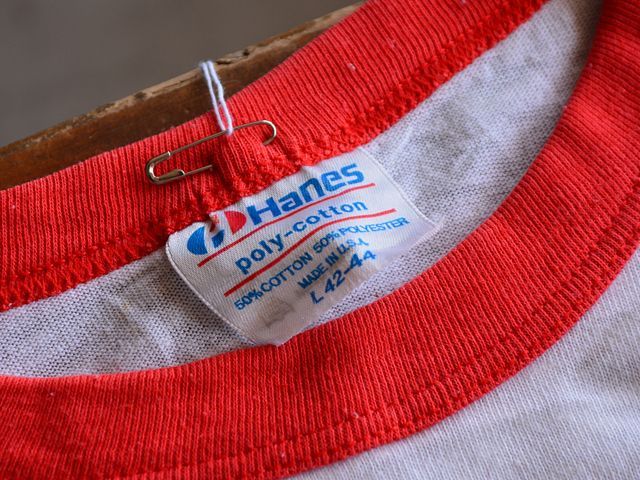 Hanes
poly-cotton
50% COTTON 50% POLYESTER
MADE IN U.S.A
L 42-44